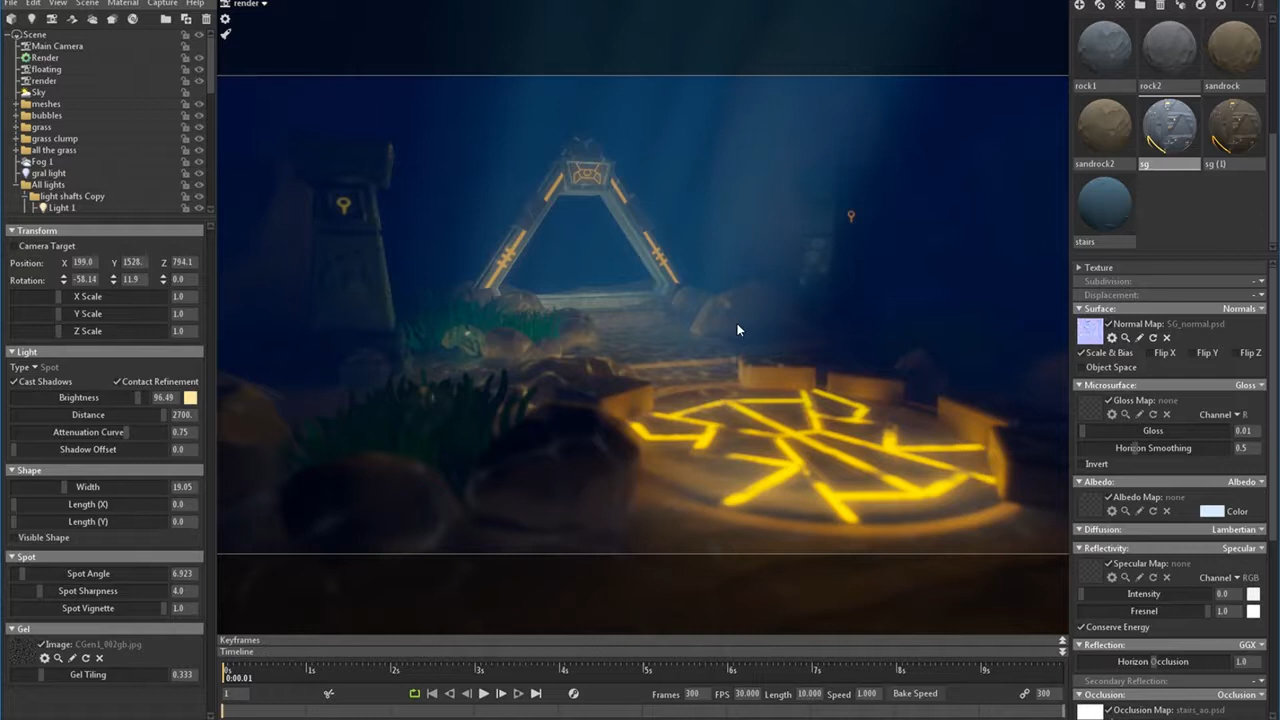 File Edit View Scene Material Capture Help
Scene
Main Camera
Render
floating
render
Sky
meshes
bubbles
grass
grass clump
all the grass
Fog 1
gral light
All lights
light shafts Copy
Light 1
Transform
Camera Target
Position: X 199.0 Y 1528. Z 794.1
Rotation: -58.14 11.9 0.0
X Scale 1.0
Y Scale 1.0
Z Scale 1.0
Light
Type Spot
Cast Shadows Contact Refinement
Brightness 96.49
Distance 2700.
Attenuation Curve 0.75
Shadow Offset 0.0
Shape
Width 19.05
Length (X) 0.0
Length (Y) 0.0
Visible Shape
Spot
Spot Angle 6.923
Spot Sharpness 4.0
Spot Vignette 1.0
Gel
Image: CGen1_002gb.jpg
Gel Tiling 0.333
render
Keyframes
Timeline
0s 1s 2s 3s 4s 5s 6s 7s 8s 9s
0:00.01
1 Frames 300 FPS 30.000 Length 10.000 Speed 1.000 Bake Speed 300
rock1 rock2 sandrock
sandrock2 sg sg (1)
stairs
Texture
Subdivision:
Displacement:
Surface: Normals
Normal Map: SG_normal.psd
Scale & Bias Flip X Flip Y Flip Z
Object Space
Microsurface: Gloss
Gloss Map: none
Channel R
Gloss 0.01
Horizon Smoothing 0.5
Invert
Albedo: Albedo
Albedo Map: none
Color
Diffusion: Lambertian
Reflectivity: Specular
Specular Map: none
Channel RGB
Intensity 0.0
Fresnel 1.0
Conserve Energy
Reflection: GGX
Horizon Occlusion 1.0
Secondary Reflection:
Occlusion: Occlusion
Occlusion Map: stairs_ao.psd